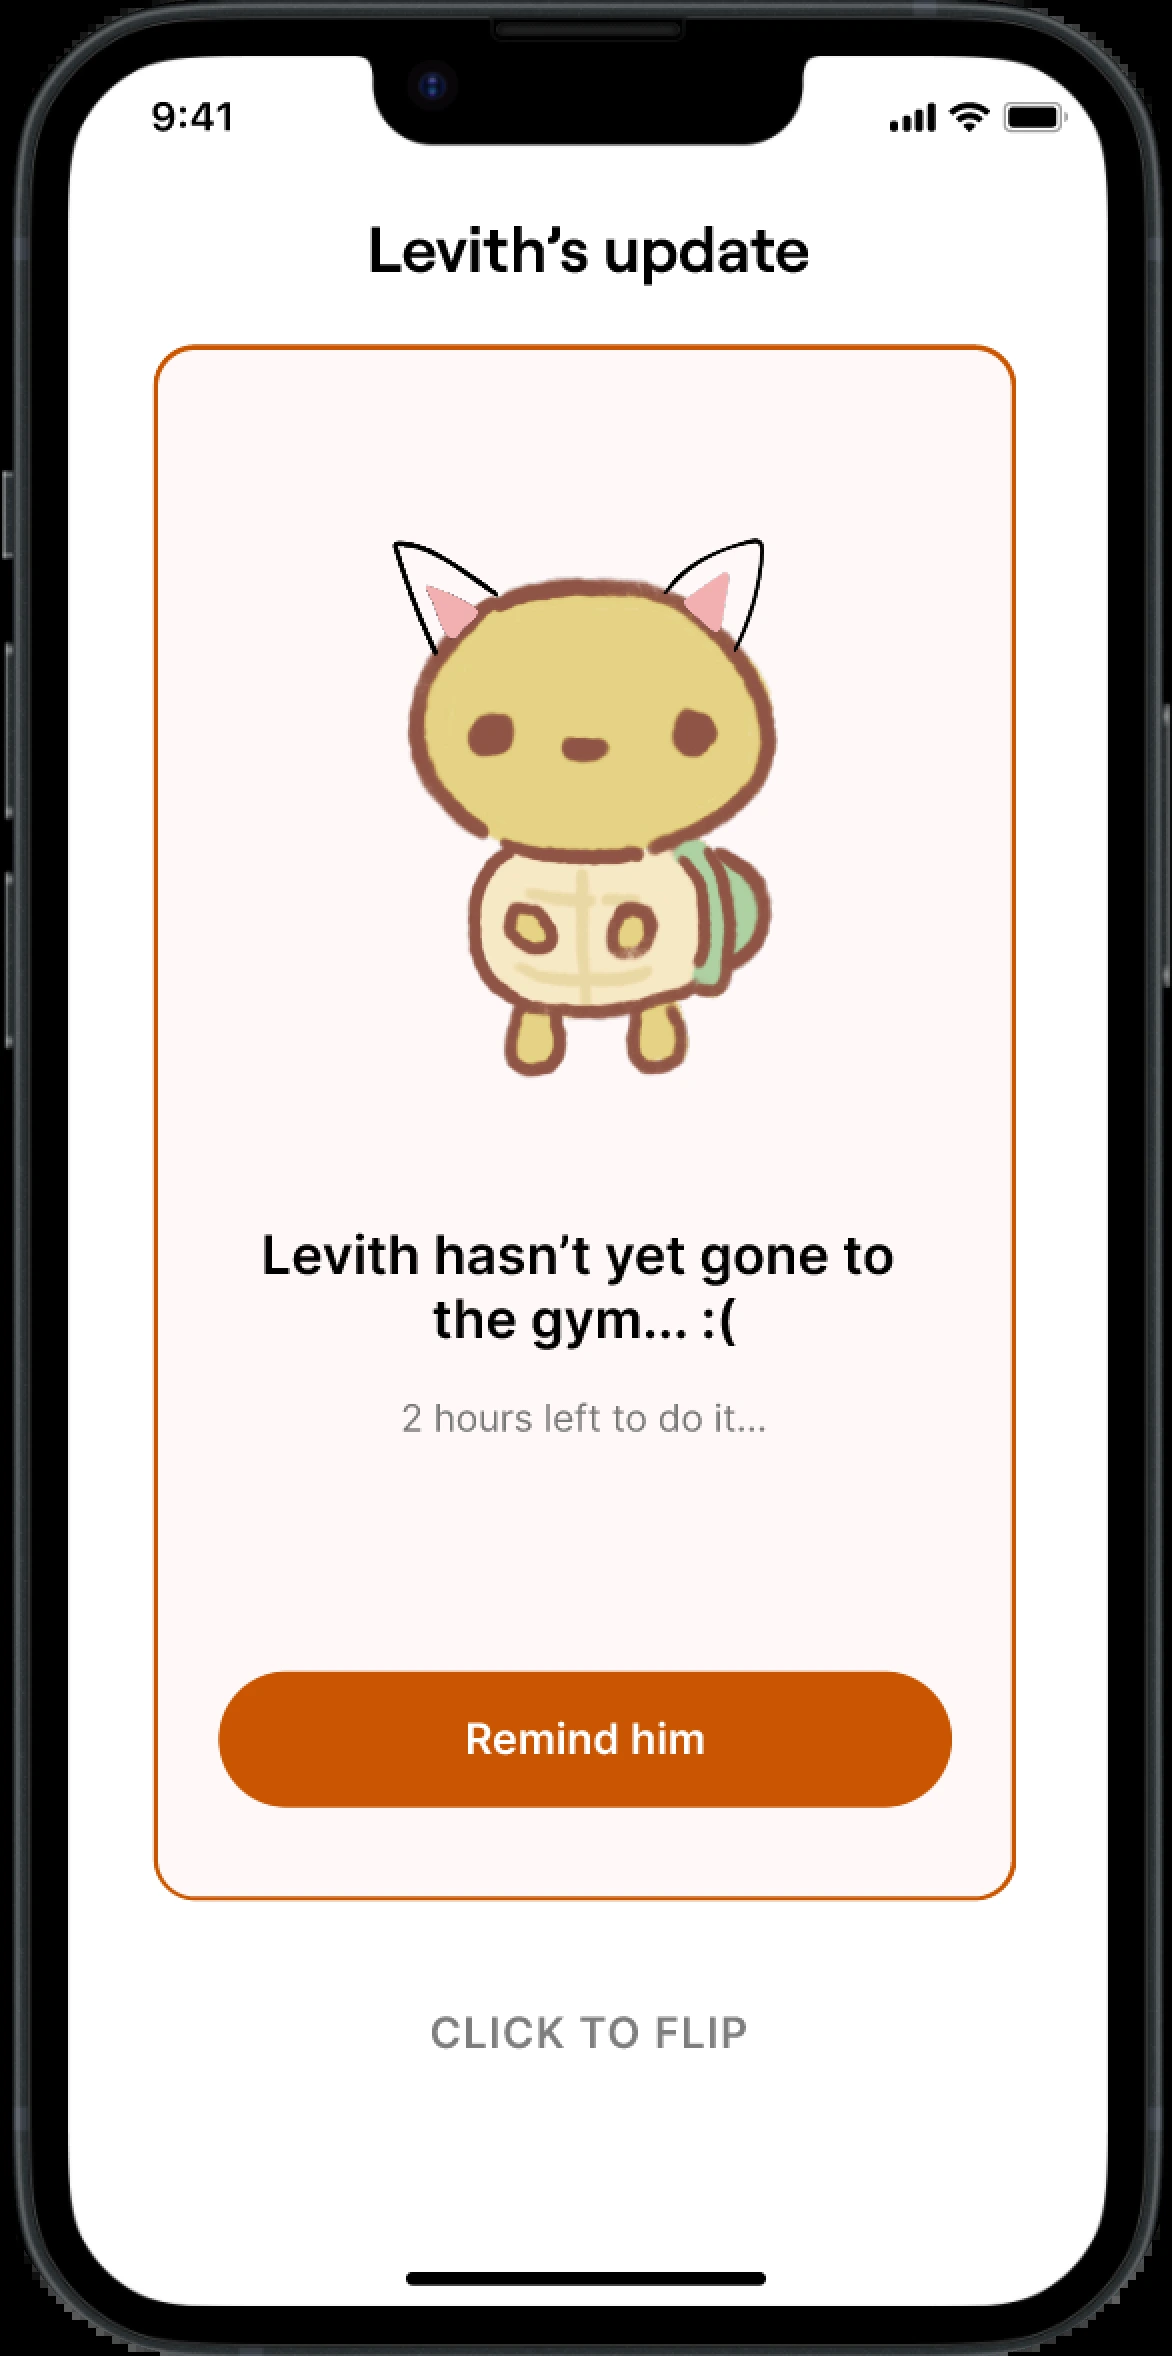 9:41
Levith’s update
Levith hasn’t yet gone to
the gym... :(
2 hours left to do it...
Remind him
CLICK TO FLIP